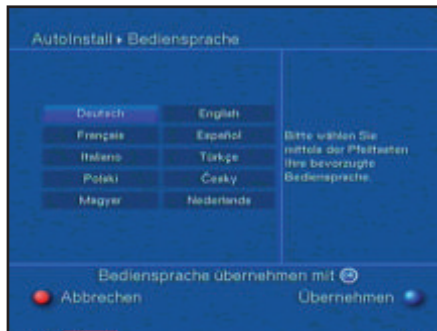 AutoInstall ▸ Bediensprache
Deutsch English
Français Español
Italiano Türkçe
Polski Česky
Magyar Nederlands
Bitte wählen Sie
mittels der Pfeiltasten
Ihre bevorzugte
Bediensprache.
Bediensprache übernehmen mit OK
Abbrechen Übernehmen